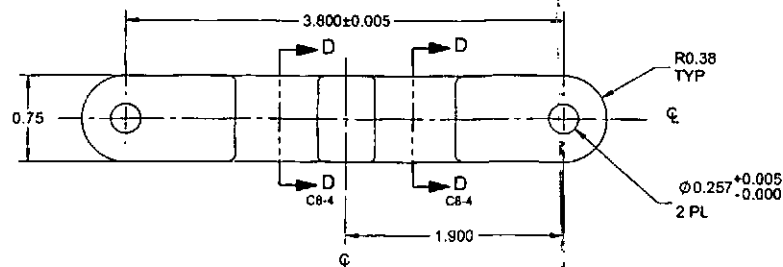 3.800±0.005
D
D
R0.38
TYP
0.75
℄
D
C8-4
D
C8-4
Ø0.257 +0.005
-0.000
2 PL
1.900
℄